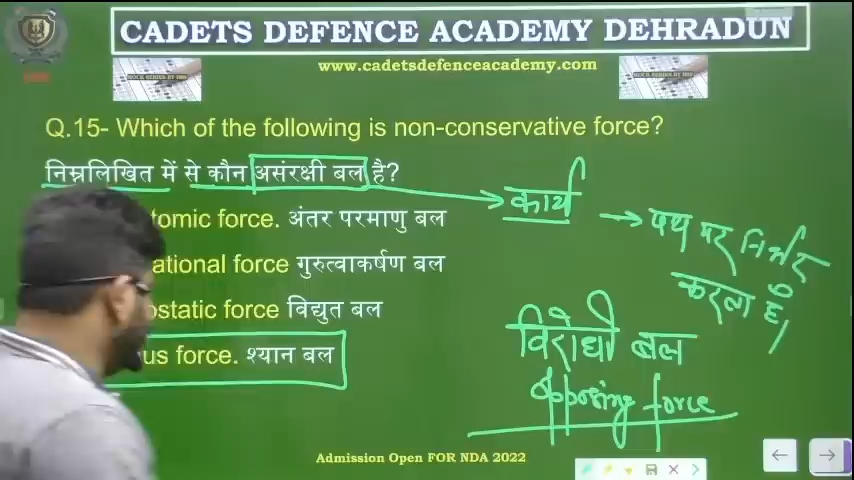 CADETS DEFENCE ACADEMY DEHRADUN
www.cadetsdefenceacademy.com
Q.15- Which of the following is non-conservative force?
निम्नलिखित में से कौन असंरक्षी बल है?
tomic force. अंतर परमाणु बल
ational force गुरुत्वाकर्षण बल
ostatic force विद्युत बल
us force. श्यान बल
कार्य
पथ पर निर्भर
करता है,
विरोधी बल
opposing force
Admission Open FOR NDA 2022